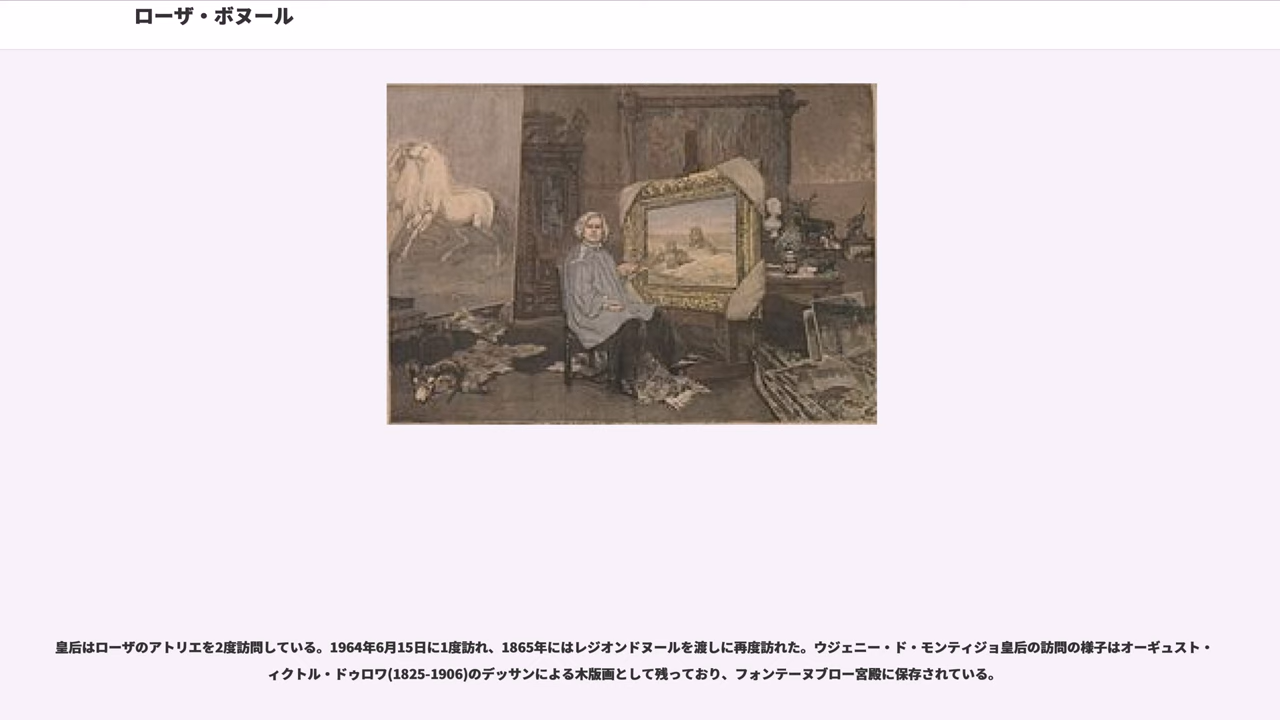 ローザ・ボヌール
皇后はローザのアトリエを2度訪問している。1964年6月15日に1度訪れ、1865年にはレジオンドヌールを渡しに再度訪れた。ウジェニー・ド・モンティジョ皇后の訪問の様子はオーギュスト・
ィクトル・ドゥロワ(1825-1906)のデッサンによる木版画として残っており、フォンテーヌブロー宮殿に保存されている。